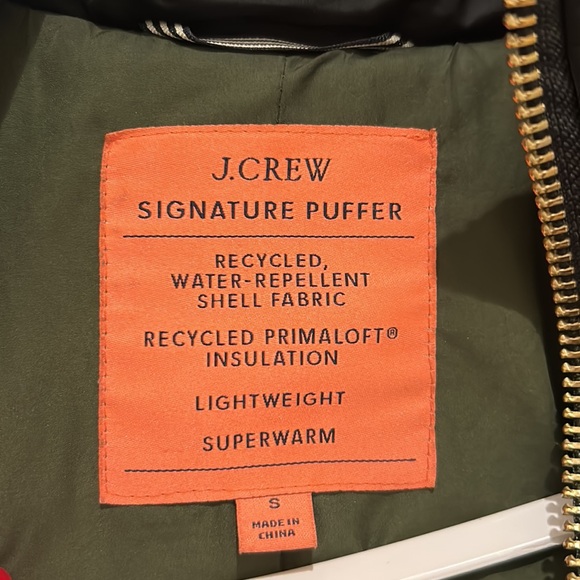 J.CREW
SIGNATURE PUFFER
RECYCLED,
WATER-REPELLENT
SHELL FABRIC
RECYCLED PRIMALOFT®
INSULATION
LIGHTWEIGHT
SUPERWARM
S
MADE IN
CHINA